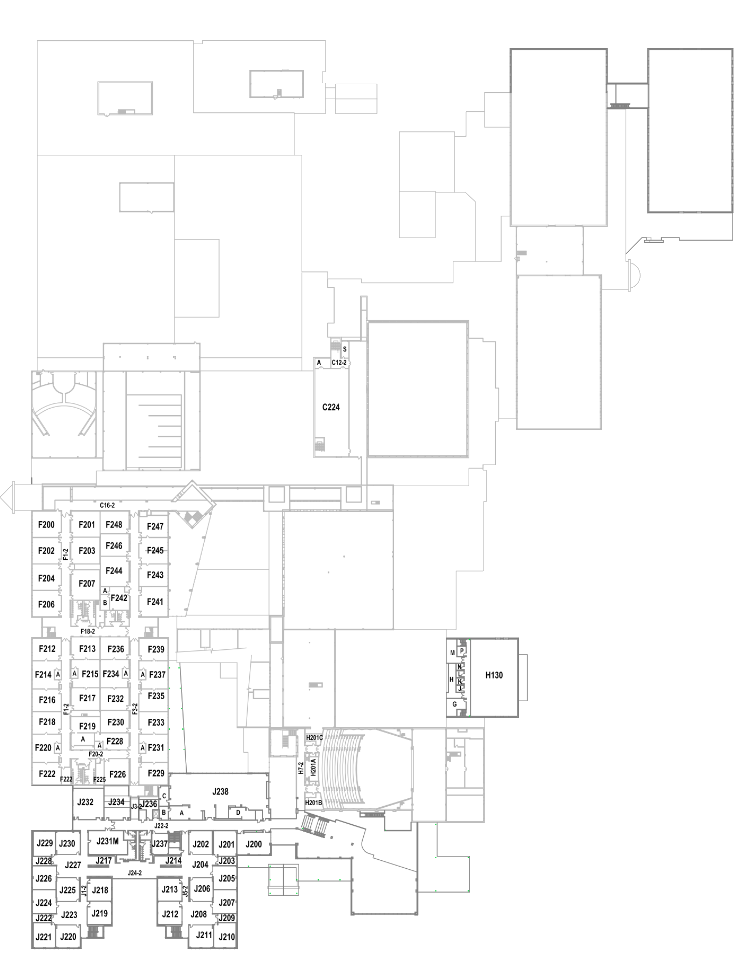 S
A C12-2
C224
C16-2
F200 F201 F248 F247
F202 F1-2 F203 F246 F245
F204 F207 F244 F243
A
F206 B F242 F241
F18-2
F212 F213 F236 F239
F214 A A F215 F234 A A F237
F216 F1-2 F217 F232 F3-2 F235
F218 F219 F230 F233
F220 A A A F228 A F231
F20-2
F222 F222 F225 F226 F229
M P
H H130
G
H201C
H7-2 H201A
H201B
J238
J232 J234 J236 C
B A D
J22-2
J229 J230 J231M J237 J202 J201 J200
J228 J227 J217 J214 J204 J203
J24-2
J226 J225 J218 J213 J206 J205
J224 J207
J222 J223 J219 J212 J208 J209
J221 J220 J211 J210